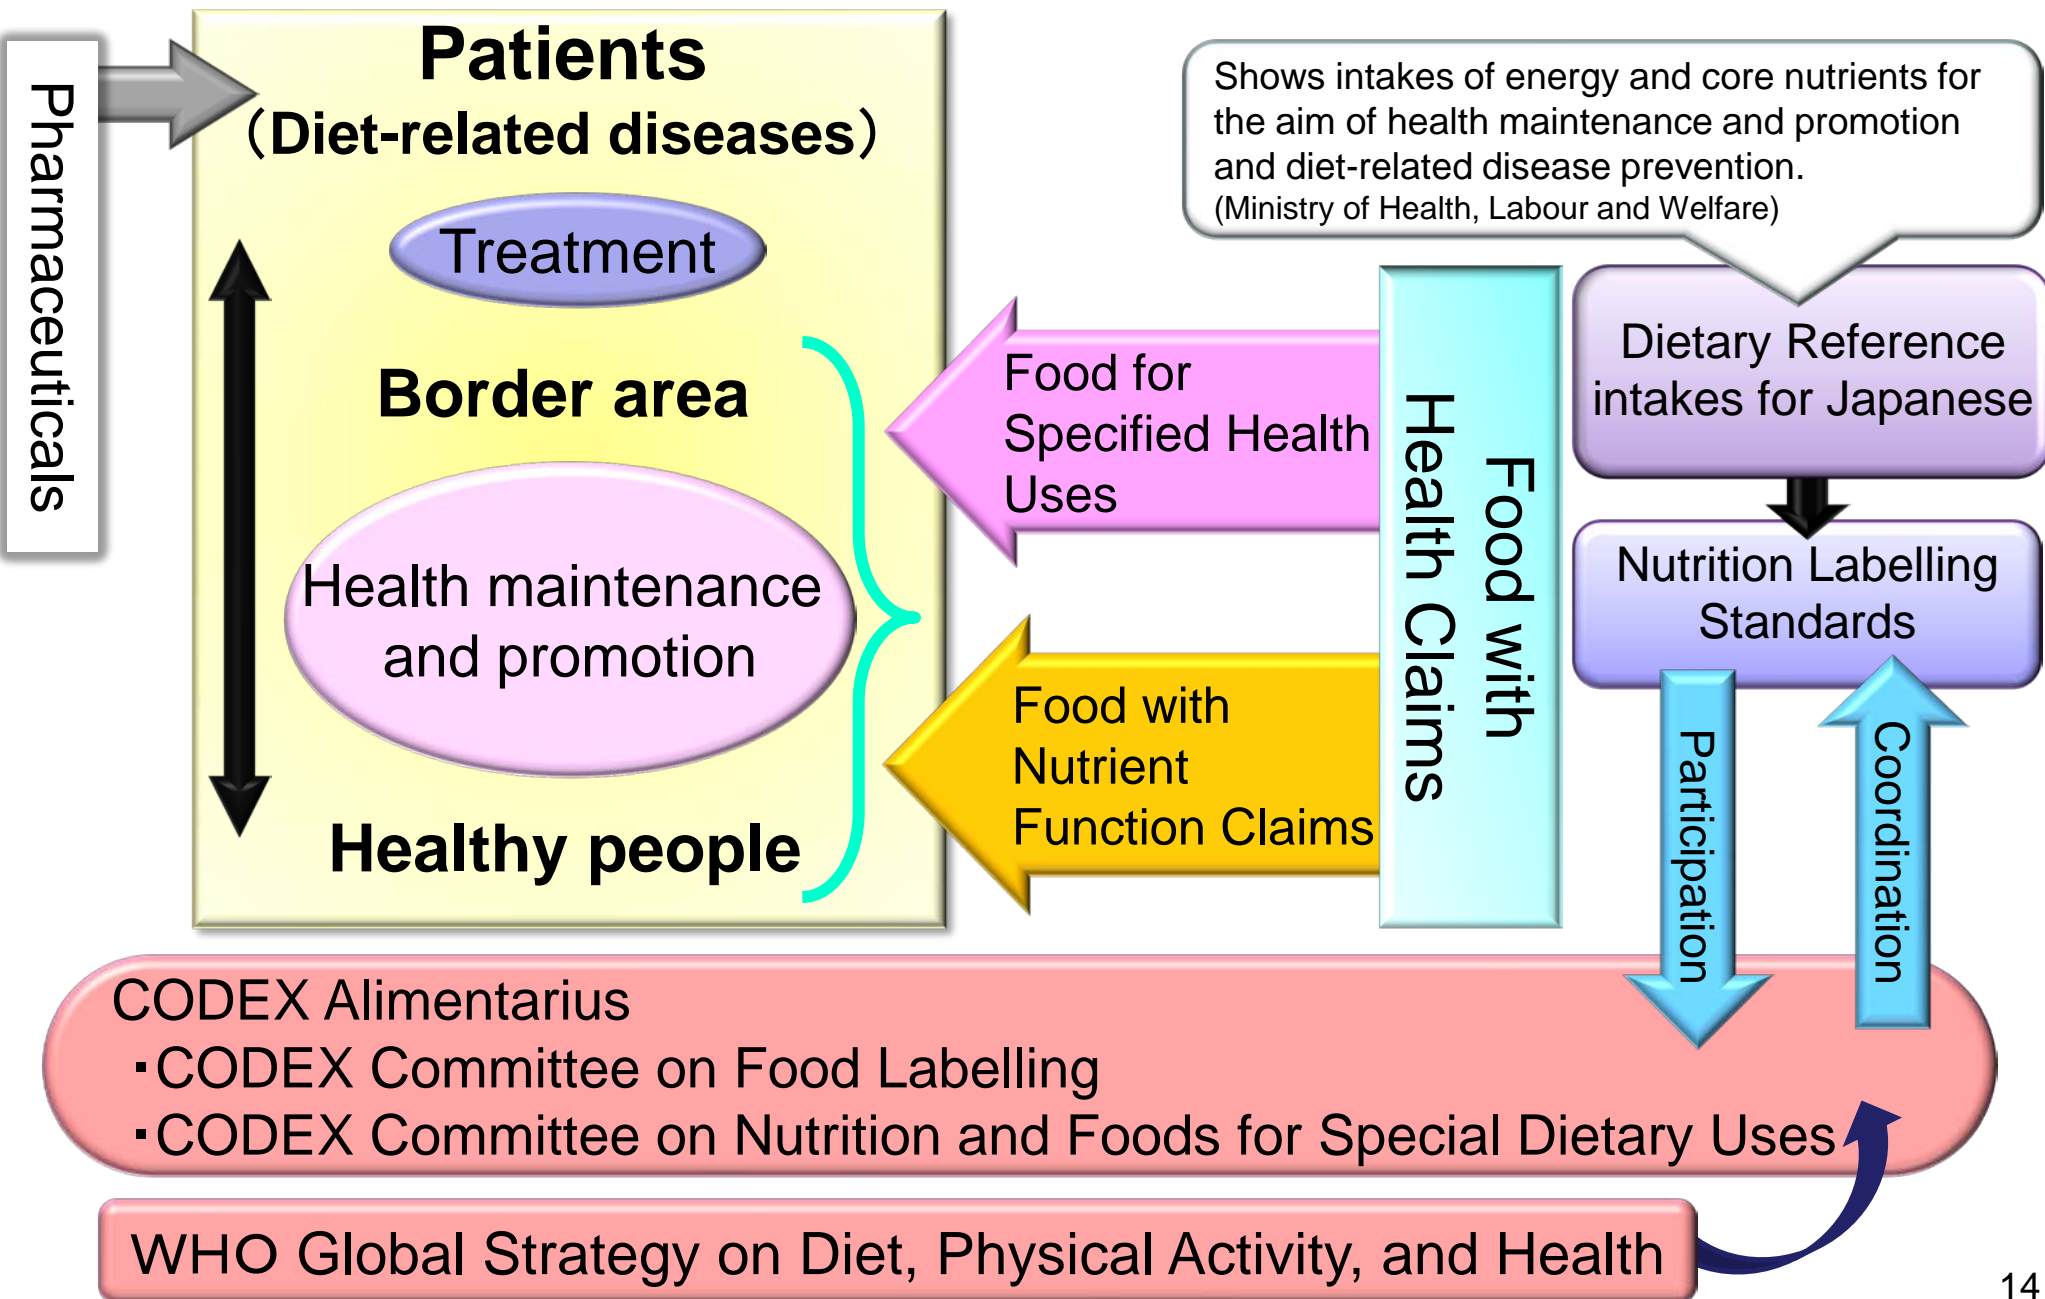 Pharmaceuticals
Patients
（Diet-related diseases）
Treatment
Border area
Health maintenance
and promotion
Healthy people
Food for
Specified Health
Uses
Food with
Nutrient
Function Claims
Food with
Health Claims
Shows intakes of energy and core nutrients for
the aim of health maintenance and promotion
and diet-related disease prevention.
(Ministry of Health, Labour and Welfare)
Dietary Reference
intakes for Japanese
Nutrition Labelling
Standards
Participation
Coordination
CODEX Alimentarius
・CODEX Committee on Food Labelling
・CODEX Committee on Nutrition and Foods for Special Dietary Uses
WHO Global Strategy on Diet, Physical Activity, and Health
14